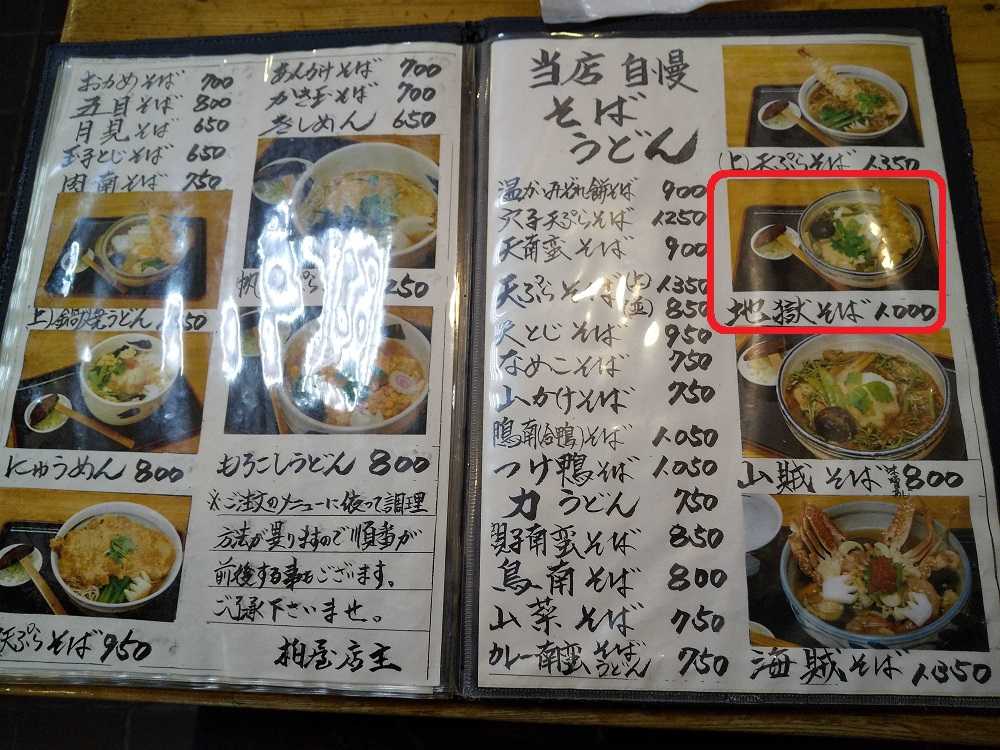 おかめそば 700
五目そば 800
月見そば 650
玉子とじそば 650
肉南そば 750
あんかけそば 700
かき玉そば 700
きしめん 650
(上)鍋焼うどん
にゅうめん 800
もろこしうどん 800
天ぷらそば 950
※ご注文のメニューに依って調理
方法が異りますので順番が
前後する事もございます。
ご了承下さいませ。
柏屋店主
当店自慢
そば
うどん
温かみぞれ餅そば 900
穴子天ぷらそば 1250
天南蛮そば 900
天ぷらそば(上) 1350
(並) 850
天とじそば 950
なめこそば 750
山かけそば 750
鴨南(合鴨)そば 1,050
つけ鴨そば 1,050
力うどん 750
南蛮そば 850
鳥南そば 800
山菜そば 750
カレー南蛮 そば うどん 750
(上)天ぷらそば 1,350
地獄そば 1,000
山賊そば 800
海賊そば 1,350